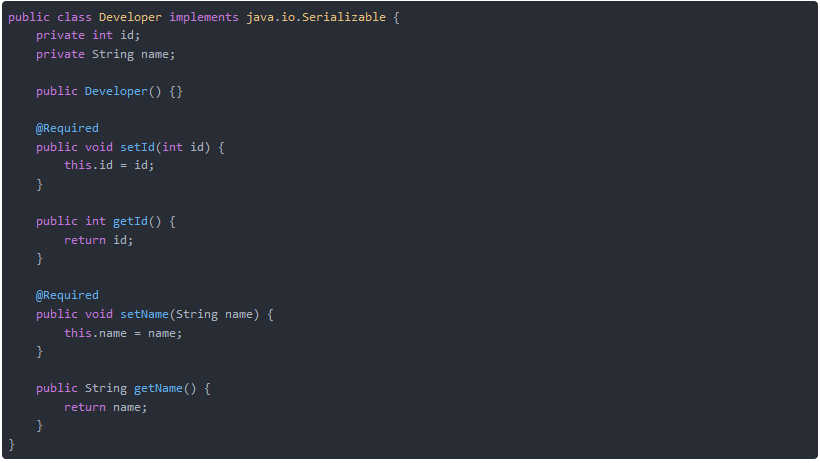 public class Developer implements java.io.Serializable {
    private int id;
    private String name;

    public Developer() {}

    @Required
    public void setId(int id) {
        this.id = id;
    }

    public int getId() {
        return id;
    }

    @Required
    public void setName(String name) {
        this.name = name;
    }

    public String getName() {
        return name;
    }
}